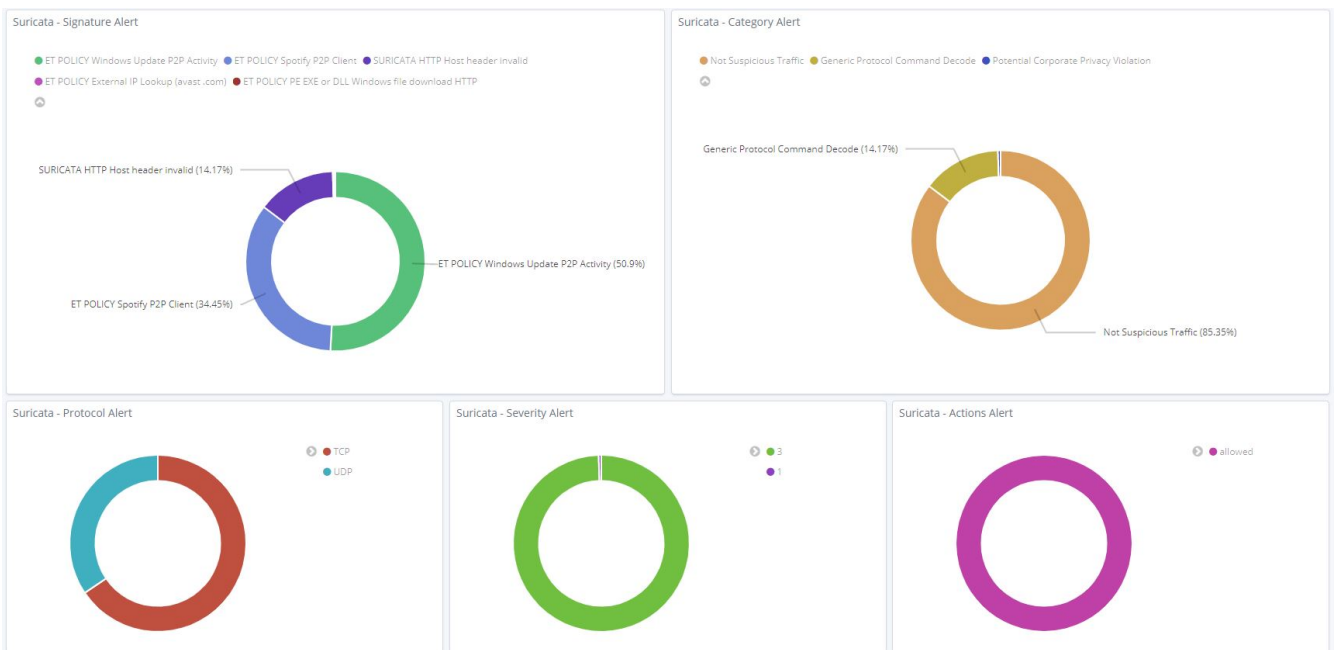 Suricata - Signature Alert
ET POLICY Windows Update P2P Activity ET POLICY Spotify P2P Client SURICATA HTTP Host header invalid
ET POLICY External IP Lookup (avast .com) ET POLICY PE EXE or DLL Windows file download HTTP
SURICATA HTTP Host header invalid (14.17%)
ET POLICY Windows Update P2P Activity (50.9%)
ET POLICY Spotify P2P Client (34.45%)
Suricata - Category Alert
Not Suspicious Traffic Generic Protocol Command Decode Potential Corporate Privacy Violation
Generic Protocol Command Decode (14.17%)
Not Suspicious Traffic (85.35%)
Suricata - Protocol Alert
TCP
UDP
Suricata - Severity Alert
3
1
Suricata - Actions Alert
allowed